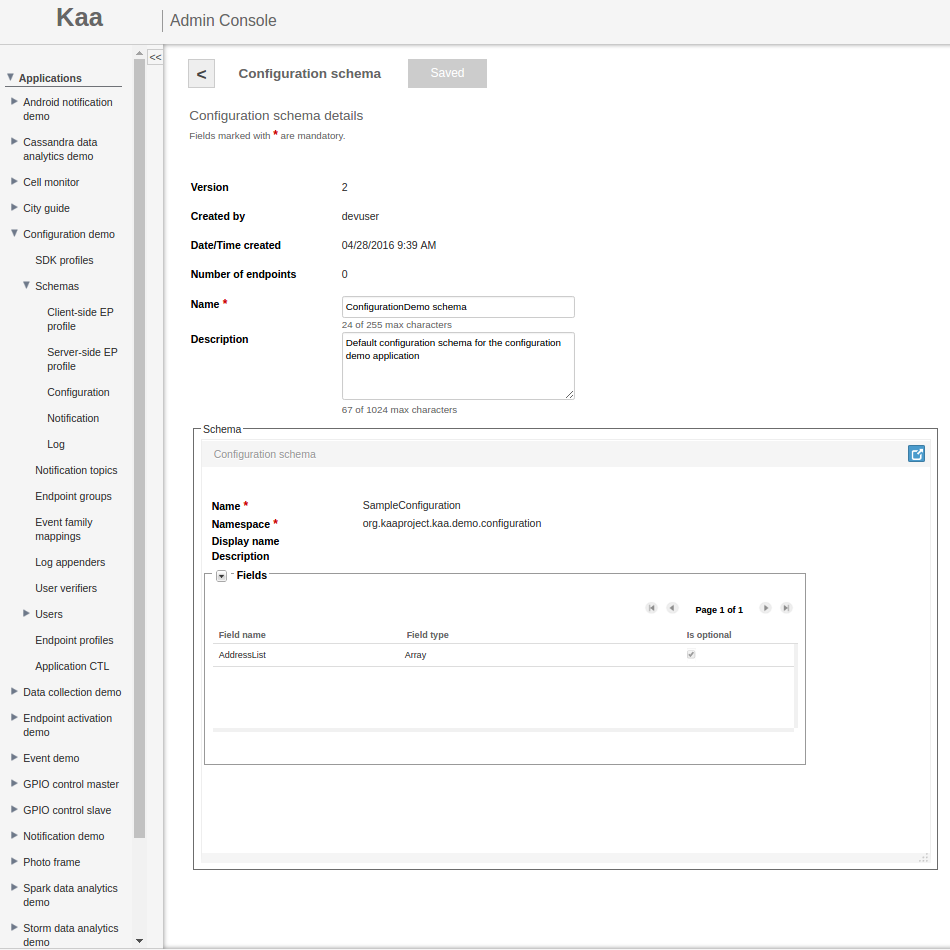 Kaa
Admin Console
<<
Applications
Android notification
demo
Cassandra data
analytics demo
Cell monitor
City guide
Configuration demo
SDK profiles
Schemas
Client-side EP
profile
Server-side EP
profile
Configuration
Notification
Log
Notification topics
Endpoint groups
Event family
mappings
Log appenders
User verifiers
Users
Endpoint profiles
Application CTL
Data collection demo
Endpoint activation
demo
Event demo
GPIO control master
GPIO control slave
Notification demo
Photo frame
Spark data analytics
demo
Storm data analytics
demo
< Configuration schema Saved
Configuration schema details
Fields marked with * are mandatory.
Version 2
Created by devuser
Date/Time created 04/28/2016 9:39 AM
Number of endpoints 0
Name * ConfigurationDemo schema
24 of 255 max characters
Description Default configuration schema for the configuration
demo application
67 of 1024 max characters
Schema
Configuration schema
Name * SampleConfiguration
Namespace * org.kaaproject.kaa.demo.configuration
Display name
Description
Fields
Page 1 of 1
Field name Field type Is optional
AddressList Array